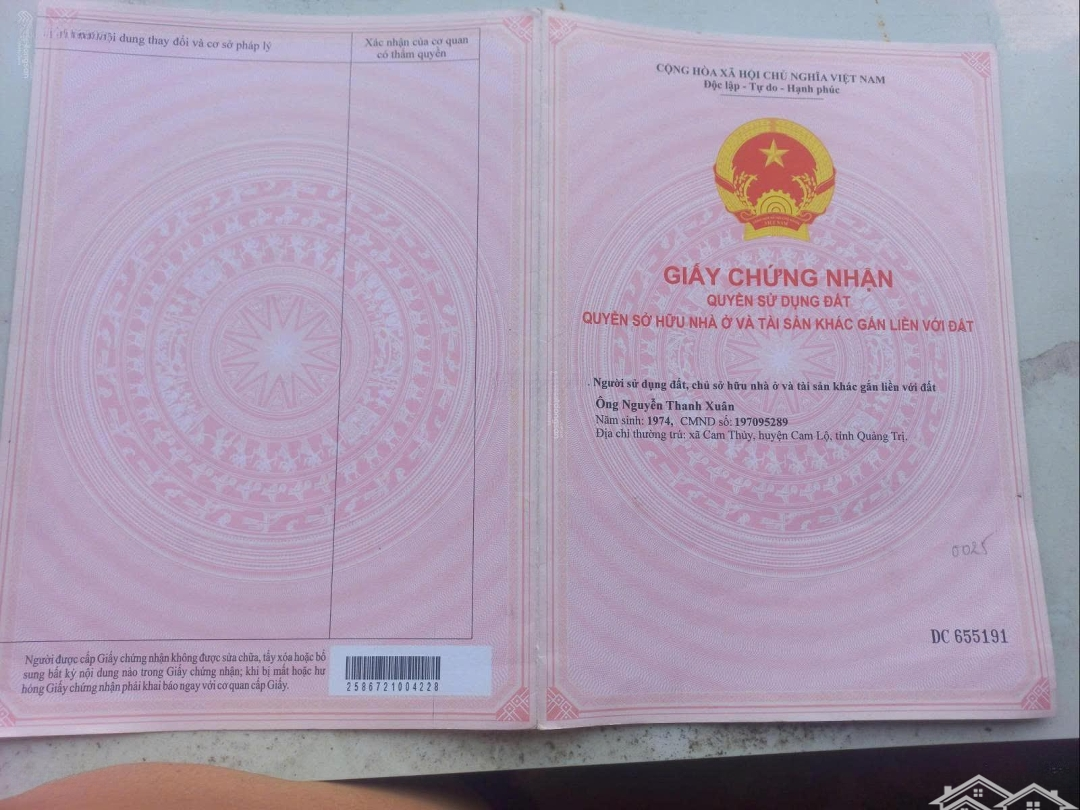 nội dung thay đổi và cơ sở pháp lý
Xác nhận của cơ quan
có thẩm quyền
Người được cấp Giấy chứng nhận không được sửa chữa, tẩy xóa hoặc bổ
sung bất kỳ nội dung nào trong Giấy chứng nhận; khi bị mất hoặc hư
hỏng Giấy chứng nhận phải khai báo ngay với cơ quan cấp Giấy.
2586721004228
CỘNG HÒA XÃ HỘI CHỦ NGHĨA VIỆT NAM
Độc lập - Tự do - Hạnh phúc
GIẤY CHỨNG NHẬN
QUYỀN SỬ DỤNG ĐẤT
QUYỀN SỞ HỮU NHÀ Ở VÀ TÀI SẢN KHÁC GẮN LIỀN VỚI ĐẤT
Người sử dụng đất, chủ sở hữu nhà ở và tài sản khác gắn liền với đất
Ông Nguyễn Thanh Xuân
Năm sinh: 1974, CMND số: 197095289
Địa chỉ thường trú: xã Cam Thủy, huyện Cam Lộ, tỉnh Quảng Trị.
0025
DC 655191